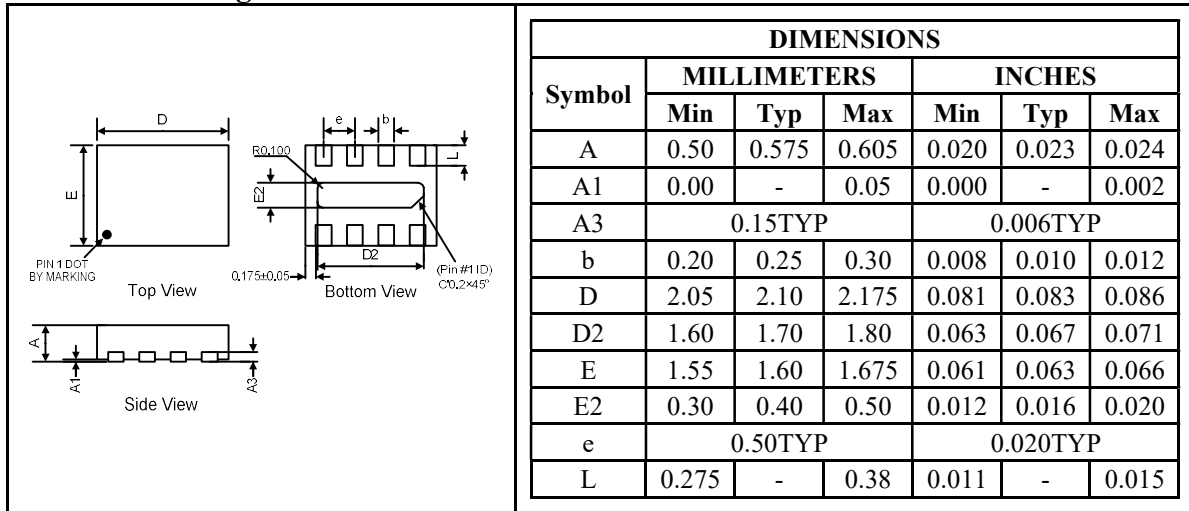 D
E
PIN 1 DOT
BY MARKING
Top View
e
b
R0.100
L
E2
D2
0.175±0.05
(Pin #1 ID)
C'0.2×45°
Bottom View
A
A1
A3
Side View
DIMENSIONS
Symbol MILLIMETERS INCHES
Min Typ Max Min Typ Max
A 0.50 0.575 0.605 0.020 0.023 0.024
A1 0.00 - 0.05 0.000 - 0.002
A3 0.15TYP 0.006TYP
b 0.20 0.25 0.30 0.008 0.010 0.012
D 2.05 2.10 2.175 0.081 0.083 0.086
D2 1.60 1.70 1.80 0.063 0.067 0.071
E 1.55 1.60 1.675 0.061 0.063 0.066
E2 0.30 0.40 0.50 0.012 0.016 0.020
e 0.50TYP 0.020TYP
L 0.275 - 0.38 0.011 - 0.015